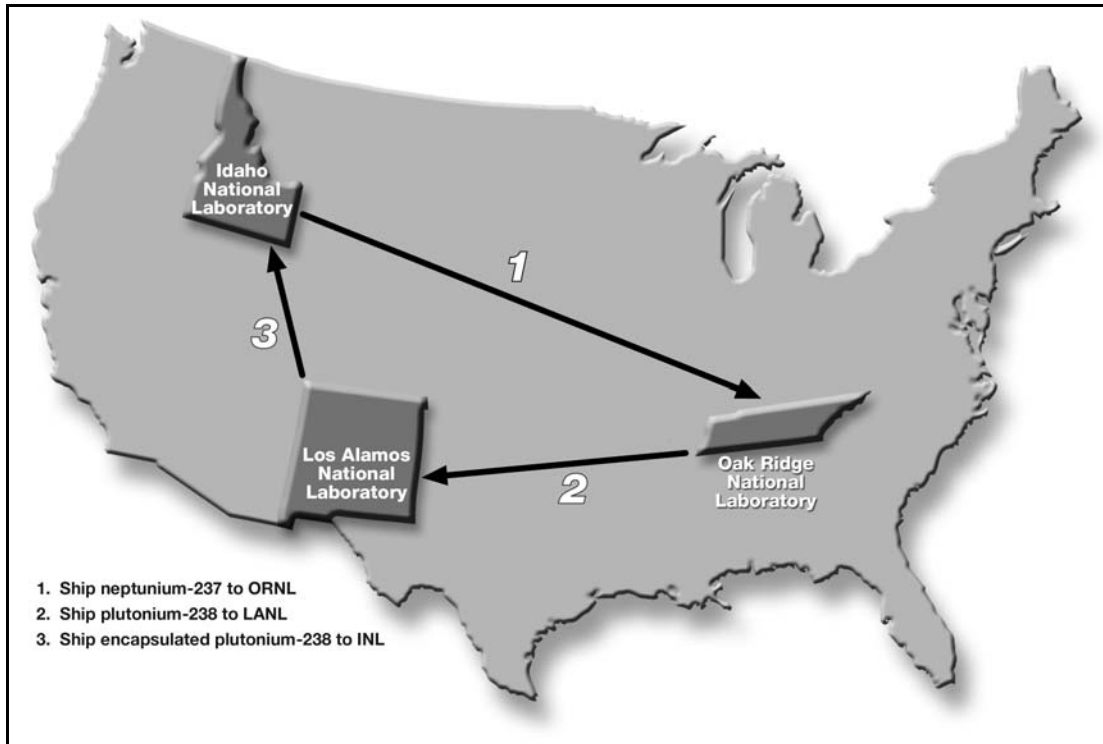 Idaho
National
Laboratory
1
3
Los Alamos
National
Laboratory
2
Oak Ridge
National
Laboratory
1. Ship neptunium-237 to ORNL
2. Ship plutonium-238 to LANL
3. Ship encapsulated plutonium-238 to INL